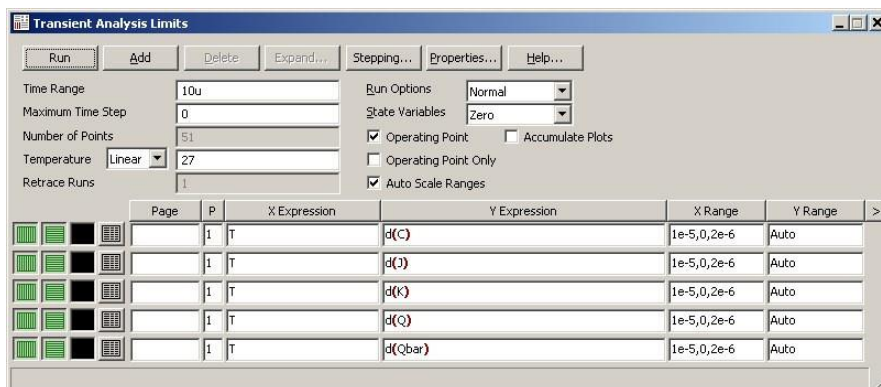 Transient Analysis Limits
Run Add Delete Expand... Stepping... Properties... Help...
Time Range 10u Run Options Normal
Maximum Time Step 0 State Variables Zero
Number of Points 51 Operating Point Accumulate Plots
Temperature Linear 27 Operating Point Only
Retrace Runs 1 Auto Scale Ranges
Page P X Expression Y Expression X Range Y Range >
1 T d(C) 1e-5,0,2e-6 Auto
1 T d(J) 1e-5,0,2e-6 Auto
1 T d(K) 1e-5,0,2e-6 Auto
1 T d(Q) 1e-5,0,2e-6 Auto
1 T d(Qbar) 1e-5,0,2e-6 Auto